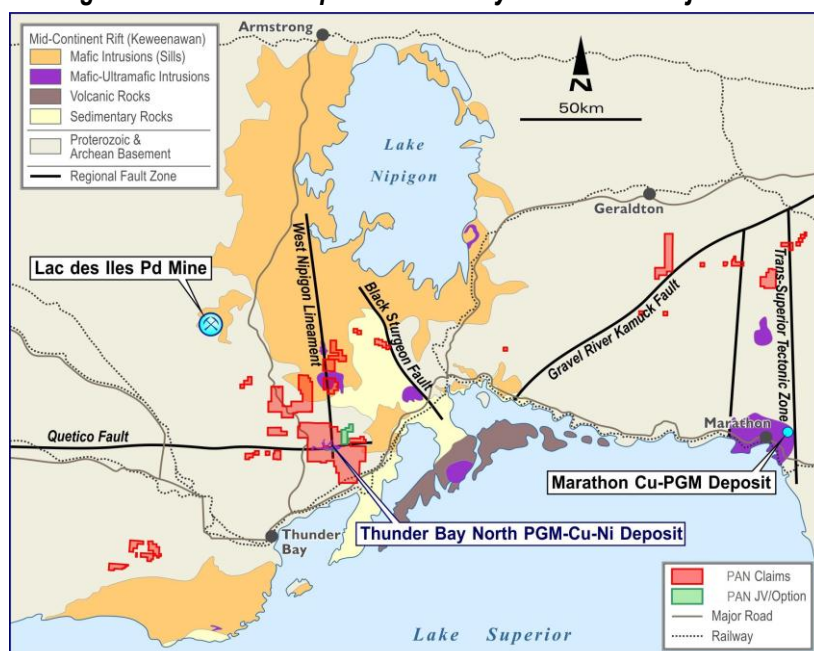 Mid-Continent Rift (Keweenawan)
Mafic Intrusions (Sills)
Mafic-Ultramafic Intrusions
Volcanic Rocks
Sedimentary Rocks
Proterozoic &
Archean Basement
Regional Fault Zone
Armstrong
N
50km
Lake
Nipigon
Geraldton
Lac des Iles Pd Mine
West Nipigon Lineament
Black Sturgeon Fault
Gravel River Kamuck Fault
Trans-Superior Tectonic Zone
Quetico Fault
Marathon
Marathon Cu-PGM Deposit
Thunder Bay North PGM-Cu-Ni Deposit
Thunder
Bay
Lake Superior
PAN Claims
PAN JV/Option
Major Road
Railway